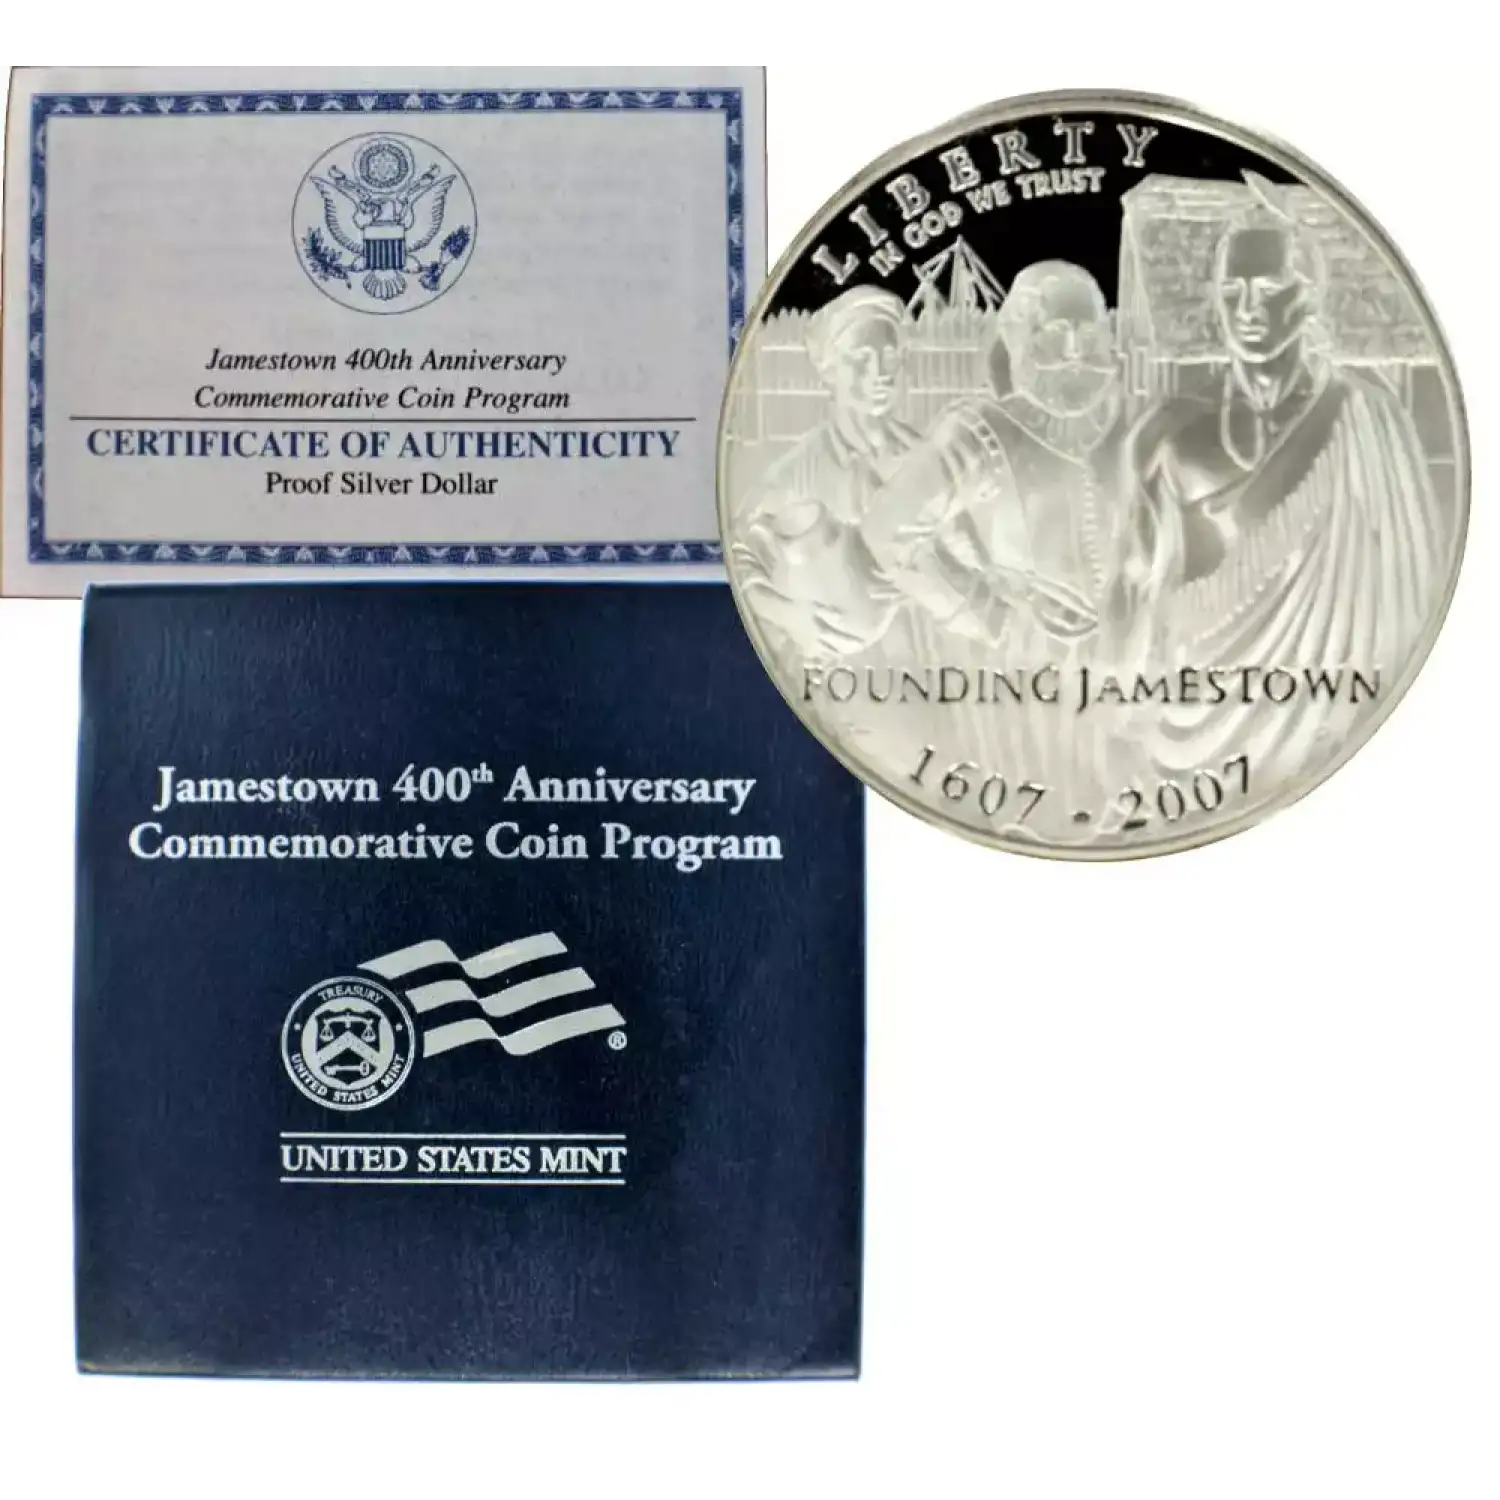 Jamestown 400th Anniversary
Commemorative Coin Program
CERTIFICATE OF AUTHENTICITY
Proof Silver Dollar
LIBERTY
IN GOD WE TRUST
FOUNDING JAMESTOWN
1607 • 2007
Jamestown 400th Anniversary
Commemorative Coin Program
TREASURY
UNITED STATES MINT
®
UNITED STATES MINT